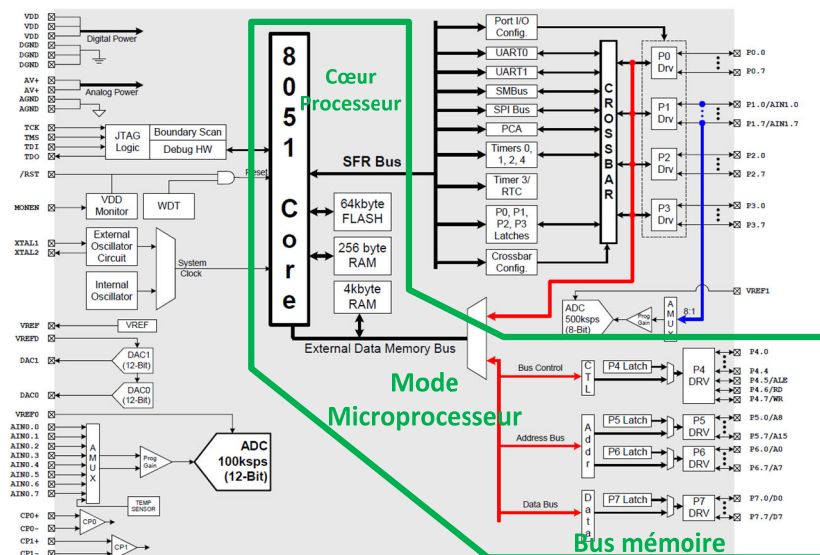 VDD
VDD
VDD
DGND
DGND
DGND
Digital Power
AV+
AV+
AGND
AGND
Analog Power
TCK
TMS
TDI
TDO
JTAG
Logic
Boundary Scan
Debug HW
/RST
Reset
MONEN
VDD
Monitor
WDT
XTAL1
XTAL2
External
Oscillator
Circuit
Internal
Oscillator
System
Clock
VREF
VREF
VREFD
DAC1
DAC1
(12-Bit)
DAC0
DAC0
(12-Bit)
VREF0
AIN0.0
AIN0.1
AIN0.2
AIN0.3
AIN0.4
AIN0.5
AIN0.6
AIN0.7
AMUX
Prog
Gain
ADC
100ksps
(12-Bit)
TEMP
SENSOR
CP0+
CP0-
CP0
CP1+
CP1-
CP1
8051 Core
Cœur
Processeur
SFR Bus
64kbyte
FLASH
256 byte
RAM
4kbyte
RAM
External Data Memory Bus
Mode
Microprocesseur
Port I/O
Config.
UART0
UART1
SMBus
SPI Bus
PCA
Timers 0,
1, 2, 4
Timer 3/
RTC
P0, P1,
P2, P3
Latches
Crossbar
Config.
CROSSBAR
P0
Drv
P1
Drv
P2
Drv
P3
Drv
P0.0
P0.7
P1.0/AIN1.0
P1.7/AIN1.7
P2.0
P2.7
P3.0
P3.7
VREF1
ADC
500ksps
(8-Bit)
Prog
Gain
AMUX
8:1
Bus Control
CTL
P4 Latch
P4
DRV
P4.0
P4.4
P4.5/ALE
P4.6/RD
P4.7/WR
Address Bus
Addr
P5 Latch
P5
DRV
P5.0/A8
P5.7/A15
P6 Latch
P6
DRV
P6.0/A0
P6.7/A7
Data Bus
Data
P7 Latch
P7
DRV
P7.0/D0
P7.7/D7
Bus mémoire